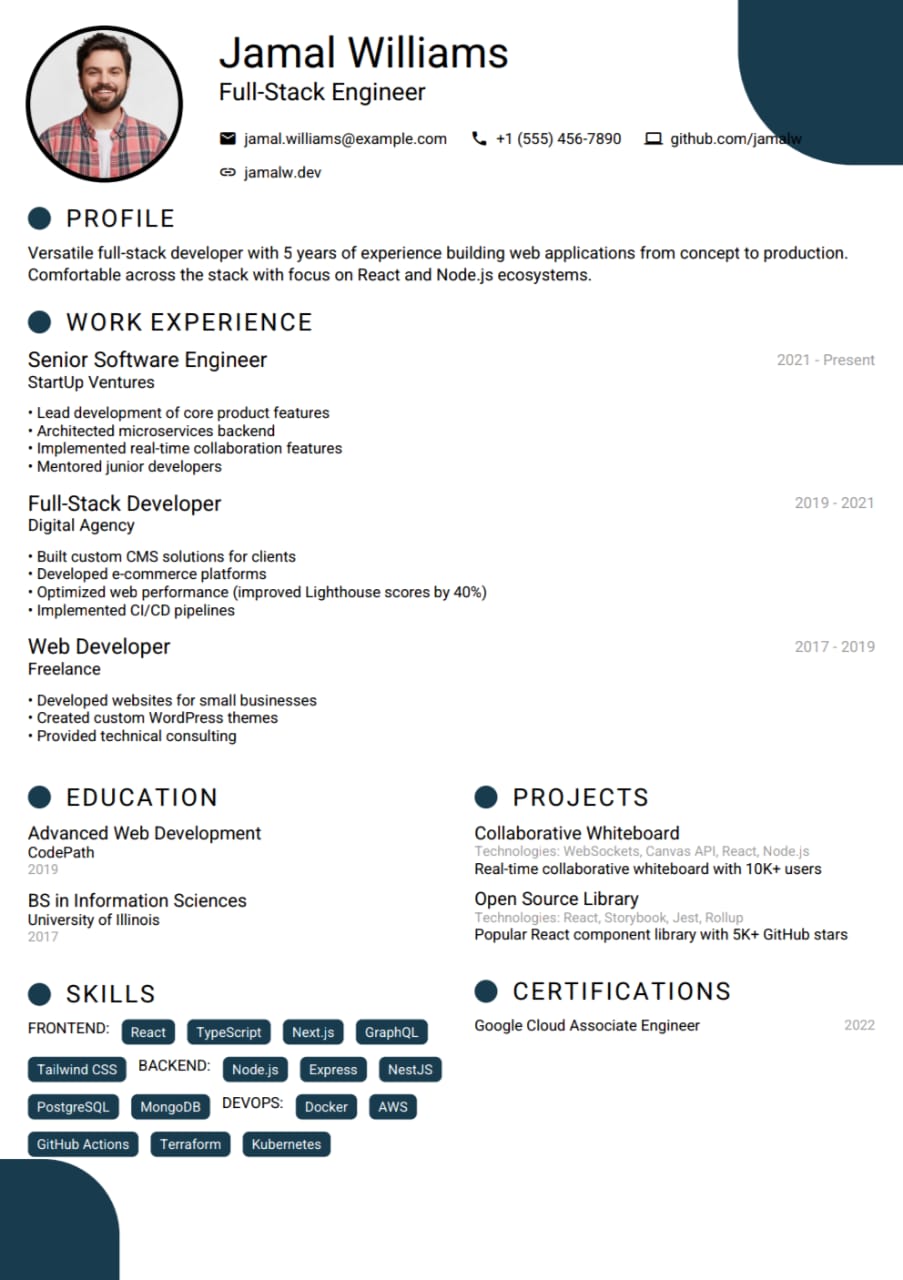 Jamal Williams
Full-Stack Engineer
jamal.williams@example.com +1 (555) 456-7890 github.com/jamalw
jamalw.dev
PROFILE
Versatile full-stack developer with 5 years of experience building web applications from concept to production.
Comfortable across the stack with focus on React and Node.js ecosystems.
WORK EXPERIENCE
Senior Software Engineer 2021 - Present
StartUp Ventures
• Lead development of core product features
• Architected microservices backend
• Implemented real-time collaboration features
• Mentored junior developers
Full-Stack Developer 2019 - 2021
Digital Agency
• Built custom CMS solutions for clients
• Developed e-commerce platforms
• Optimized web performance (improved Lighthouse scores by 40%)
• Implemented CI/CD pipelines
Web Developer 2017 - 2019
Freelance
• Developed websites for small businesses
• Created custom WordPress themes
• Provided technical consulting
EDUCATION
Advanced Web Development
CodePath
2019
BS in Information Sciences
University of Illinois
2017
SKILLS
FRONTEND: React TypeScript Next.js GraphQL
Tailwind CSS BACKEND: Node.js Express NestJS
PostgreSQL MongoDB DEVOPS: Docker AWS
GitHub Actions Terraform Kubernetes
PROJECTS
Collaborative Whiteboard
Technologies: WebSockets, Canvas API, React, Node.js
Real-time collaborative whiteboard with 10K+ users
Open Source Library
Technologies: React, Storybook, Jest, Rollup
Popular React component library with 5K+ GitHub stars
CERTIFICATIONS
Google Cloud Associate Engineer 2022